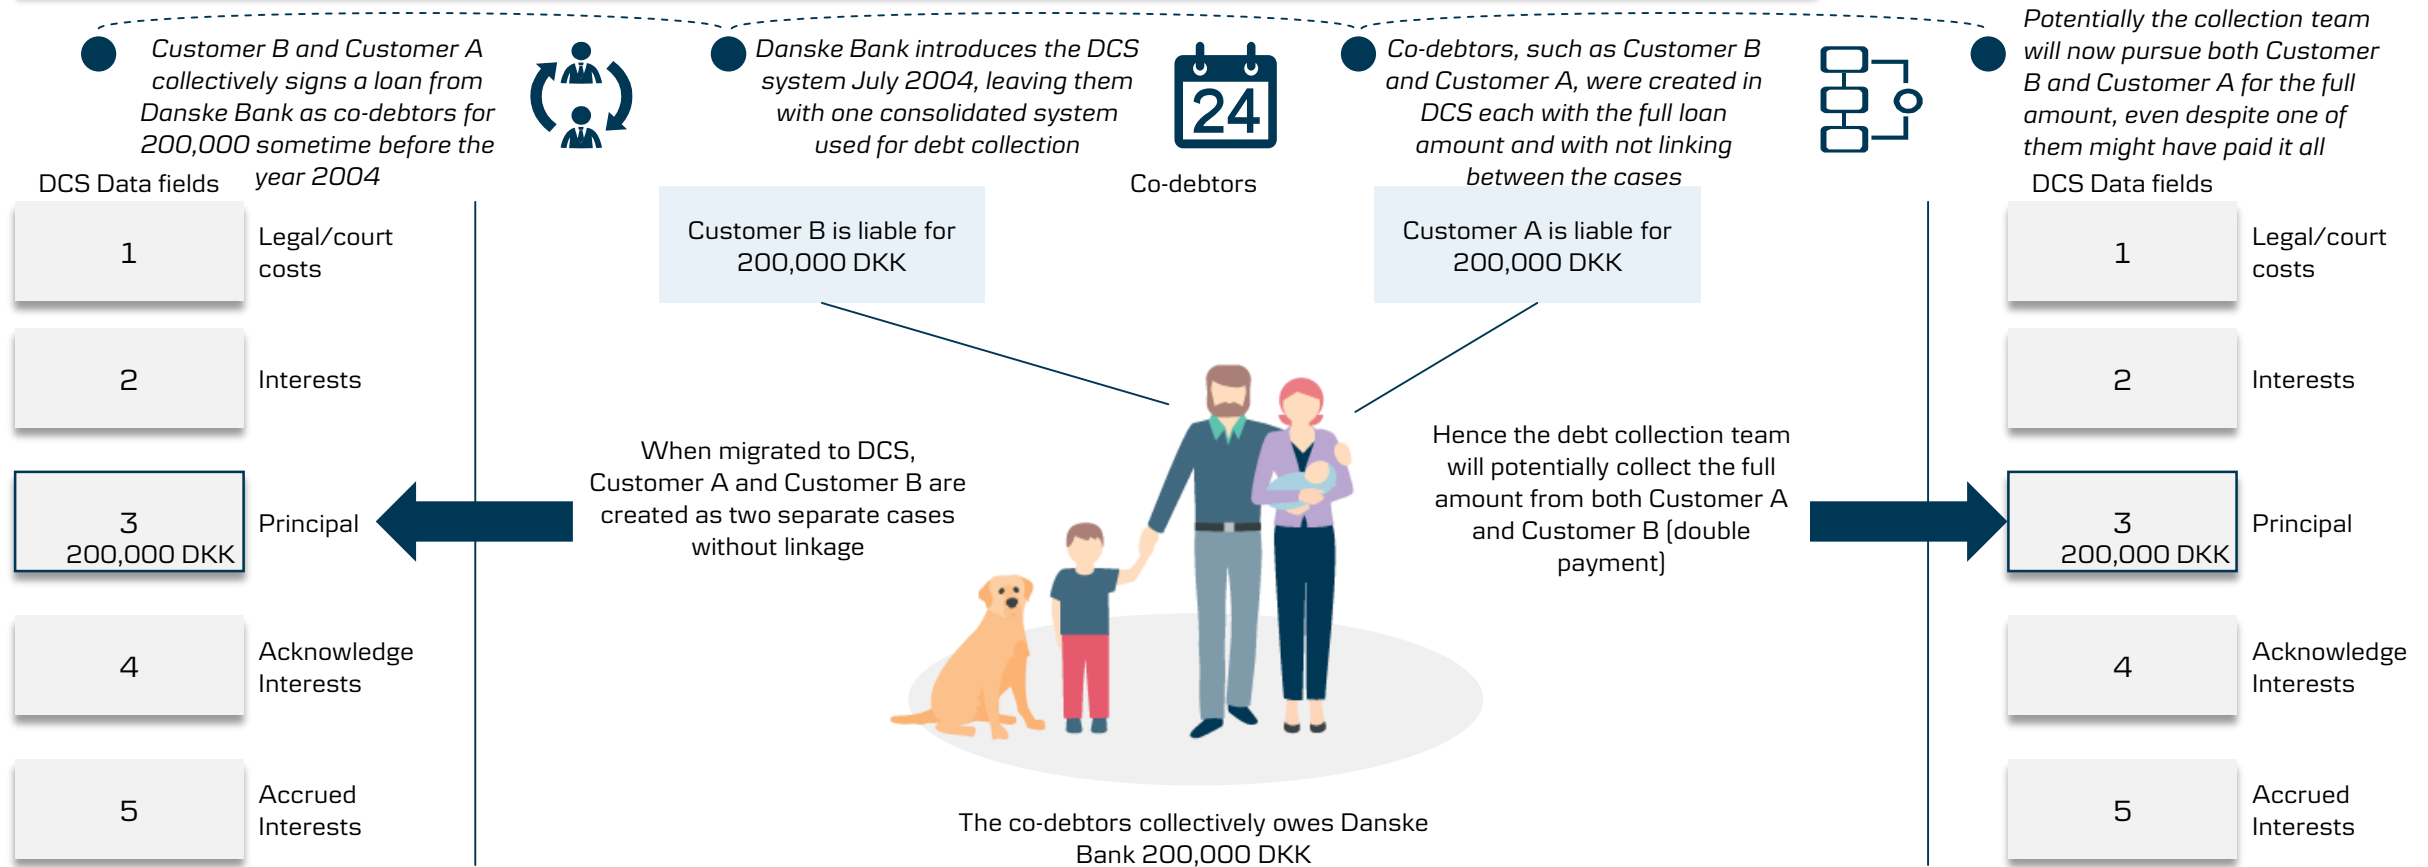 Customer B and Customer A
collectively signs a loan from
Danske Bank as co-debtors for
200,000 sometime before the
year 2004
Danske Bank introduces the DCS
system July 2004, leaving them
with one consolidated system
used for debt collection
24
Co-debtors, such as Customer B
and Customer A, were created in
DCS each with the full loan
amount and with not linking
between the cases
Potentially the collection team
will now pursue both Customer
B and Customer A for the full
amount, even despite one of
them might have paid it all
DCS Data fields
1
Legal/court
costs
2
Interests
3
200,000 DKK
Principal
4
Acknowledge
Interests
5
Accrued
Interests
Co-debtors
Customer B is liable for
200,000 DKK
Customer A is liable for
200,000 DKK
When migrated to DCS,
Customer A and Customer B are
created as two separate cases
without linkage
Hence the debt collection team
will potentially collect the full
amount from both Customer A
and Customer B (double
payment)
The co-debtors collectively owes Danske
Bank 200,000 DKK
DCS Data fields
1
Legal/court
costs
2
Interests
3
200,000 DKK
Principal
4
Acknowledge
Interests
5
Accrued
Interests